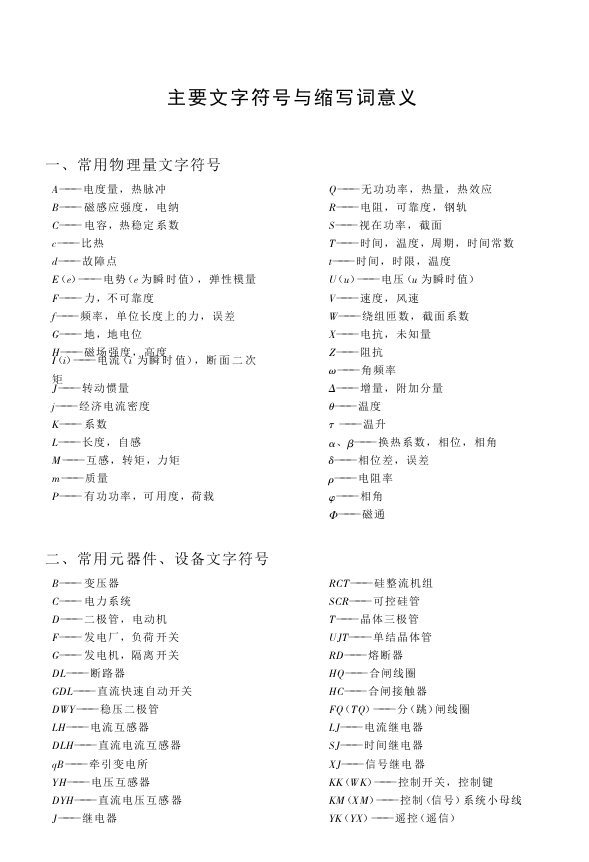 主要文字符号与缩写词意义
一、常用物理量文字符号
A——电度量，热脉冲
B——磁感应强度，电纳
C——电容，热稳定系数
c——比热
d——故障点
E（e）——电势（e为瞬时值），弹性模量
F——力，不可靠度
f——频率，单位长度上的力，误差
G——地，地电位
H——磁场强度，高度
I（i）——电流（i为瞬时值），断面二次
矩
J——转动惯量
j——经济电流密度
K——系数
L——长度，自感
M——互感，转矩，力矩
m——质量
P——有功功率，可用度，荷载
Q——无功功率，热量，热效应
R——电阻，可靠度，钢轨
S——视在功率，截面
T——时间，温度，周期，时间常数
t——时间，时限，温度
U（u）——电压（u为瞬时值）
V——速度，风速
W——绕组匝数，截面系数
X——电抗，未知量
Z——阻抗
ω——角频率
Δ——增量，附加分量
θ——温度
τ——温升
α、β——换热系数，相位，相角
δ——相位差，误差
ρ——电阻率
φ——相角
Φ——磁通
二、常用元器件、设备文字符号
B——变压器
C——电力系统
D——二极管，电动机
F——发电厂，负荷开关
G——发电机，隔离开关
DL——断路器
GDL——直流快速自动开关
DWY——稳压二极管
LH——电流互感器
DLH——直流电流互感器
qB——牵引变电所
YH——电压互感器
DYH——直流电压互感器
J——继电器
RCT——硅整流机组
SCR——可控硅管
T——晶体三极管
UJT——单结晶体管
RD——熔断器
HQ——合闸线圈
HC——合闸接触器
FQ（TQ）——分（跳）闸线圈
LJ——电流继电器
SJ——时间继电器
XJ——信号继电器
KK（WK）——控制开关，控制键
KM（XM）——控制（信号）系统小母线
YK（YX）——遥控（遥信）